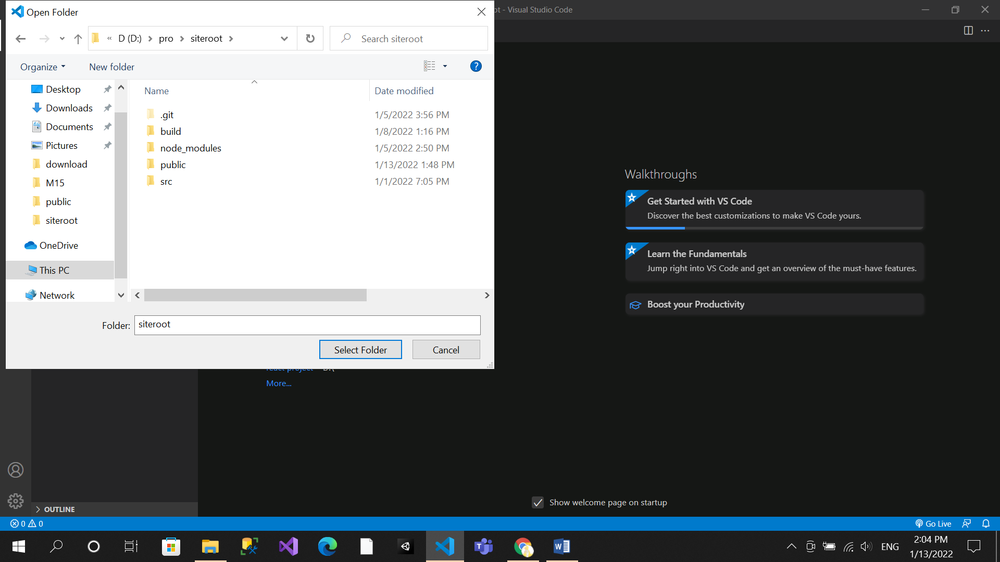 Open Folder
ot - Visual Studio Code
« D (D:) > pro > siteroot >
Search siteroot
Organize
New folder
?
Name
Date modified
Desktop
Downloads
Documents
Pictures
download
M15
public
siteroot
OneDrive
This PC
Network
.git 1/5/2022 3:56 PM
build 1/8/2022 1:16 PM
node_modules 1/5/2022 2:50 PM
public 1/13/2022 1:48 PM
src 1/1/2022 7:05 PM
Folder: siteroot
Select Folder
Cancel
Walkthroughs
Get Started with VS Code
Discover the best customizations to make VS Code yours.
Learn the Fundamentals
Jump right into VS Code and get an overview of the must-have features.
Boost your Productivity
react project D:\
More...
Show welcome page on startup
OUTLINE
0 0
Go Live
ENG
2:04 PM
1/13/2022